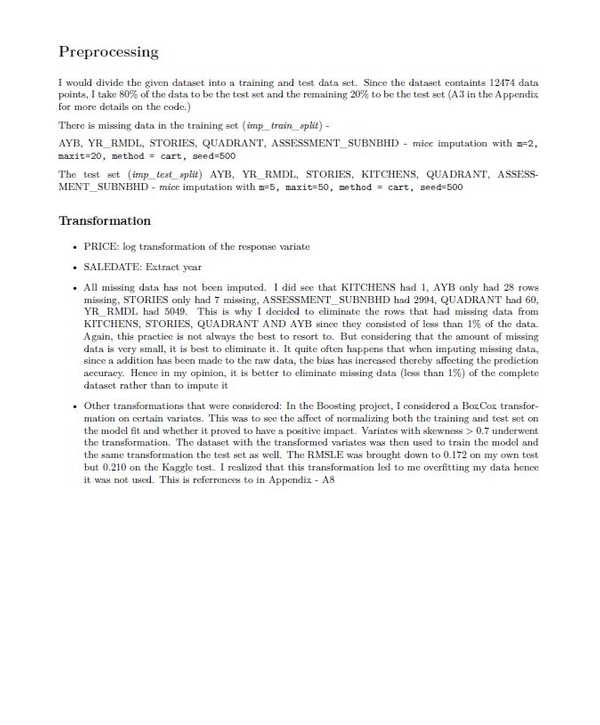 Preprocessing
I would divide the given dataset into a training and test data set. Since the dataset containts 12474 data
points, I take 80% of the data to be the test set and the remaining 20% to be the test set (A3 in the Appendix
for more details on the code.)
There is missing data in the training set (imp_train_split) -
AYB, YR_RMDL, STORIES, QUADRANT, ASSESSMENT_SUBNBHD - mice imputation with m=2,
maxit=20, method = cart, seed=500
The test set (imp_test_split) AYB, YR_RMDL, STORIES, KITCHENS, QUADRANT, ASSESS-
MENT_SUBNBHD - mice imputation with m=5, maxit=50, method = cart, seed=500
Transformation
• PRICE: log transformation of the response variate
• SALEDATE: Extract year
• All missing data has not been imputed. I did see that KITCHENS had 1, AYB only had 28 rows
missing, STORIES only had 7 missing, ASSESSMENT_SUBNBHD had 2994, QUADRANT had 60,
YR_RMDL had 5049. This is why I decided to eliminate the rows that had missing data from
KITCHENS, STORIES, QUADRANT AND AYB since they consisted of less than 1% of the data.
Again, this practice is not always the best to resort to. But considering that the amount of missing
data is very small, it is best to eliminate it. It quite often happens that when imputing missing data,
since a addition has been made to the raw data, the bias has increased thereby affecting the prediction
accuracy. Hence in my opinion, it is better to eliminate missing data (less than 1%) of the complete
dataset rather than to impute it
• Other transformations that were considered: In the Boosting project, I considered a BoxCox transfor-
mation on certain variates. This was to see the affect of normalizing both the training and test set on
the model fit and whether it proved to have a positive impact. Variates with skewness > 0.7 underwent
the transformation. The dataset with the transformed variates was then used to train the model and
the same transformation the test set as well. The RMSLE was brought down to 0.172 on my own test
but 0.210 on the Kaggle test. I realized that this transformation led to me overfitting my data hence
it was not used. This is referrences to in Appendix - A8